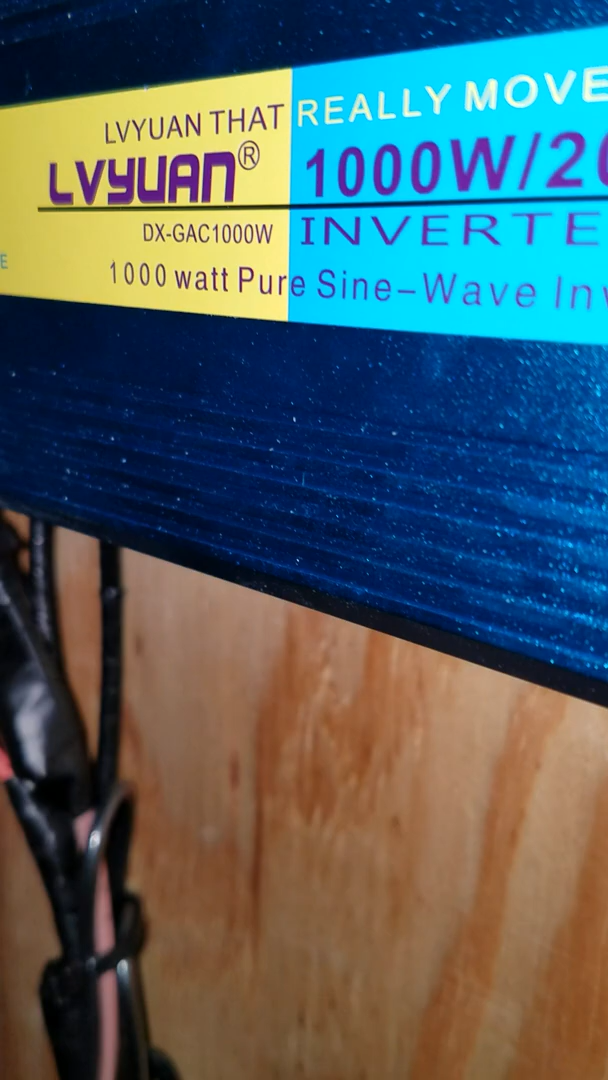 LVYUAN THAT REALLY MOVE
LVYUAN® 1000W/20
DX-GAC1000W INVERTE
E
1000 watt Pure Sine-Wave Inv